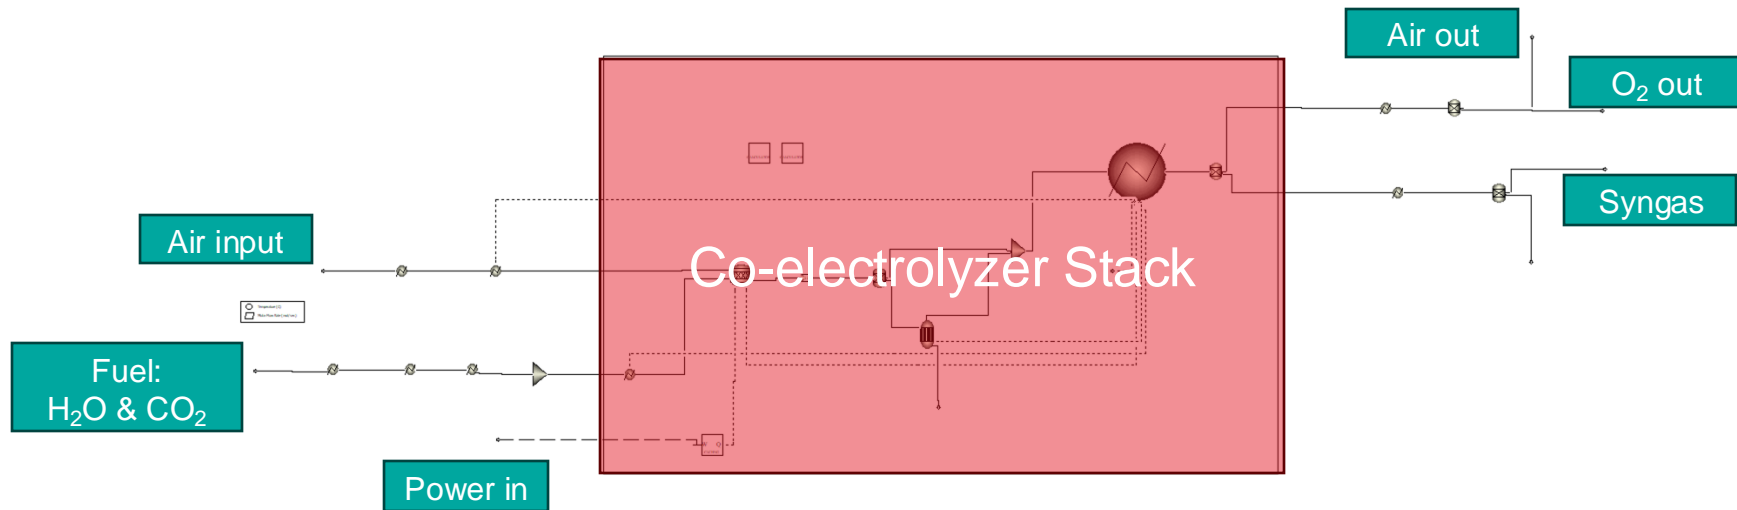 Air out
O₂ out
Syngas
Air input
Co-electrolyzer Stack
Fuel:
H₂O & CO₂
Power in